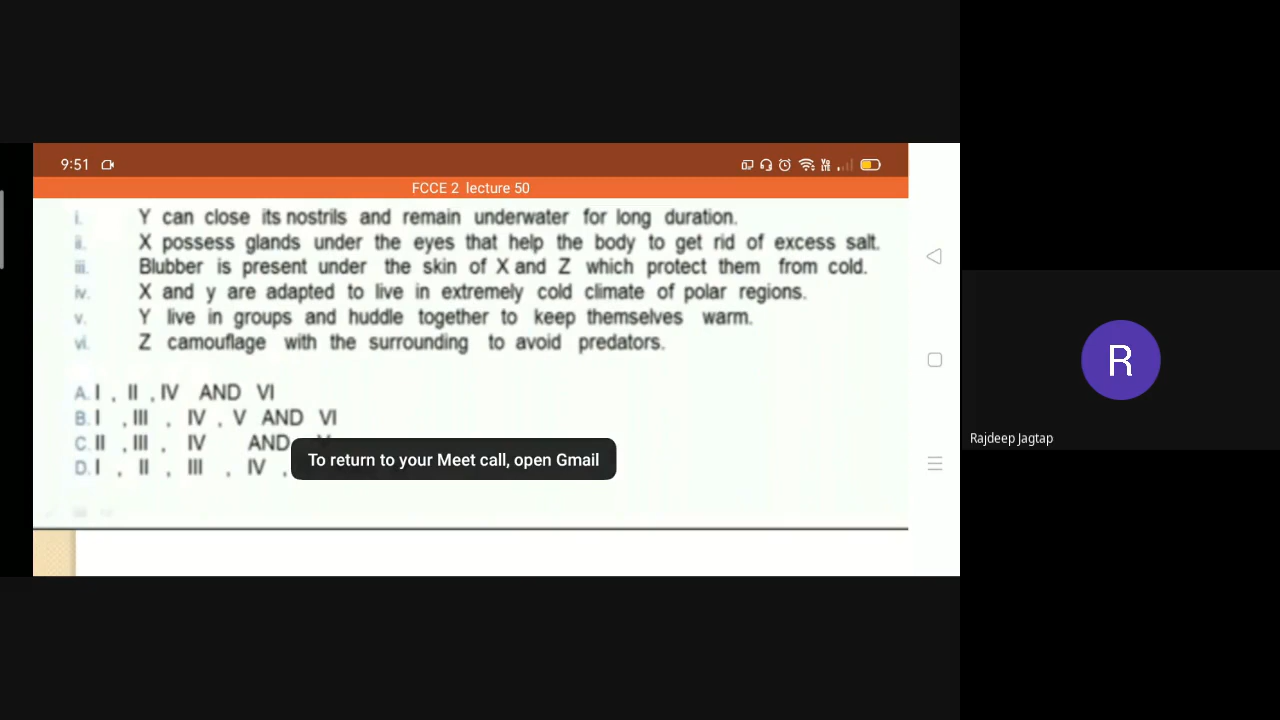 9:51
FCCE 2 lecture 50
i. Y can close its nostrils and remain underwater for long duration.
ii. X possess glands under the eyes that help the body to get rid of excess salt.
iii. Blubber is present under the skin of X and Z which protect them from cold.
iv. X and y are adapted to live in extremely cold climate of polar regions.
v. Y live in groups and huddle together to keep themselves warm.
vi. Z camouflage with the surrounding to avoid predators.
A. I , II , IV AND VI
B. I , III , IV , V AND VI
C. II , III , IV AND
D. I , II , III , IV ,
To return to your Meet call, open Gmail
R
Rajdeep Jagtap